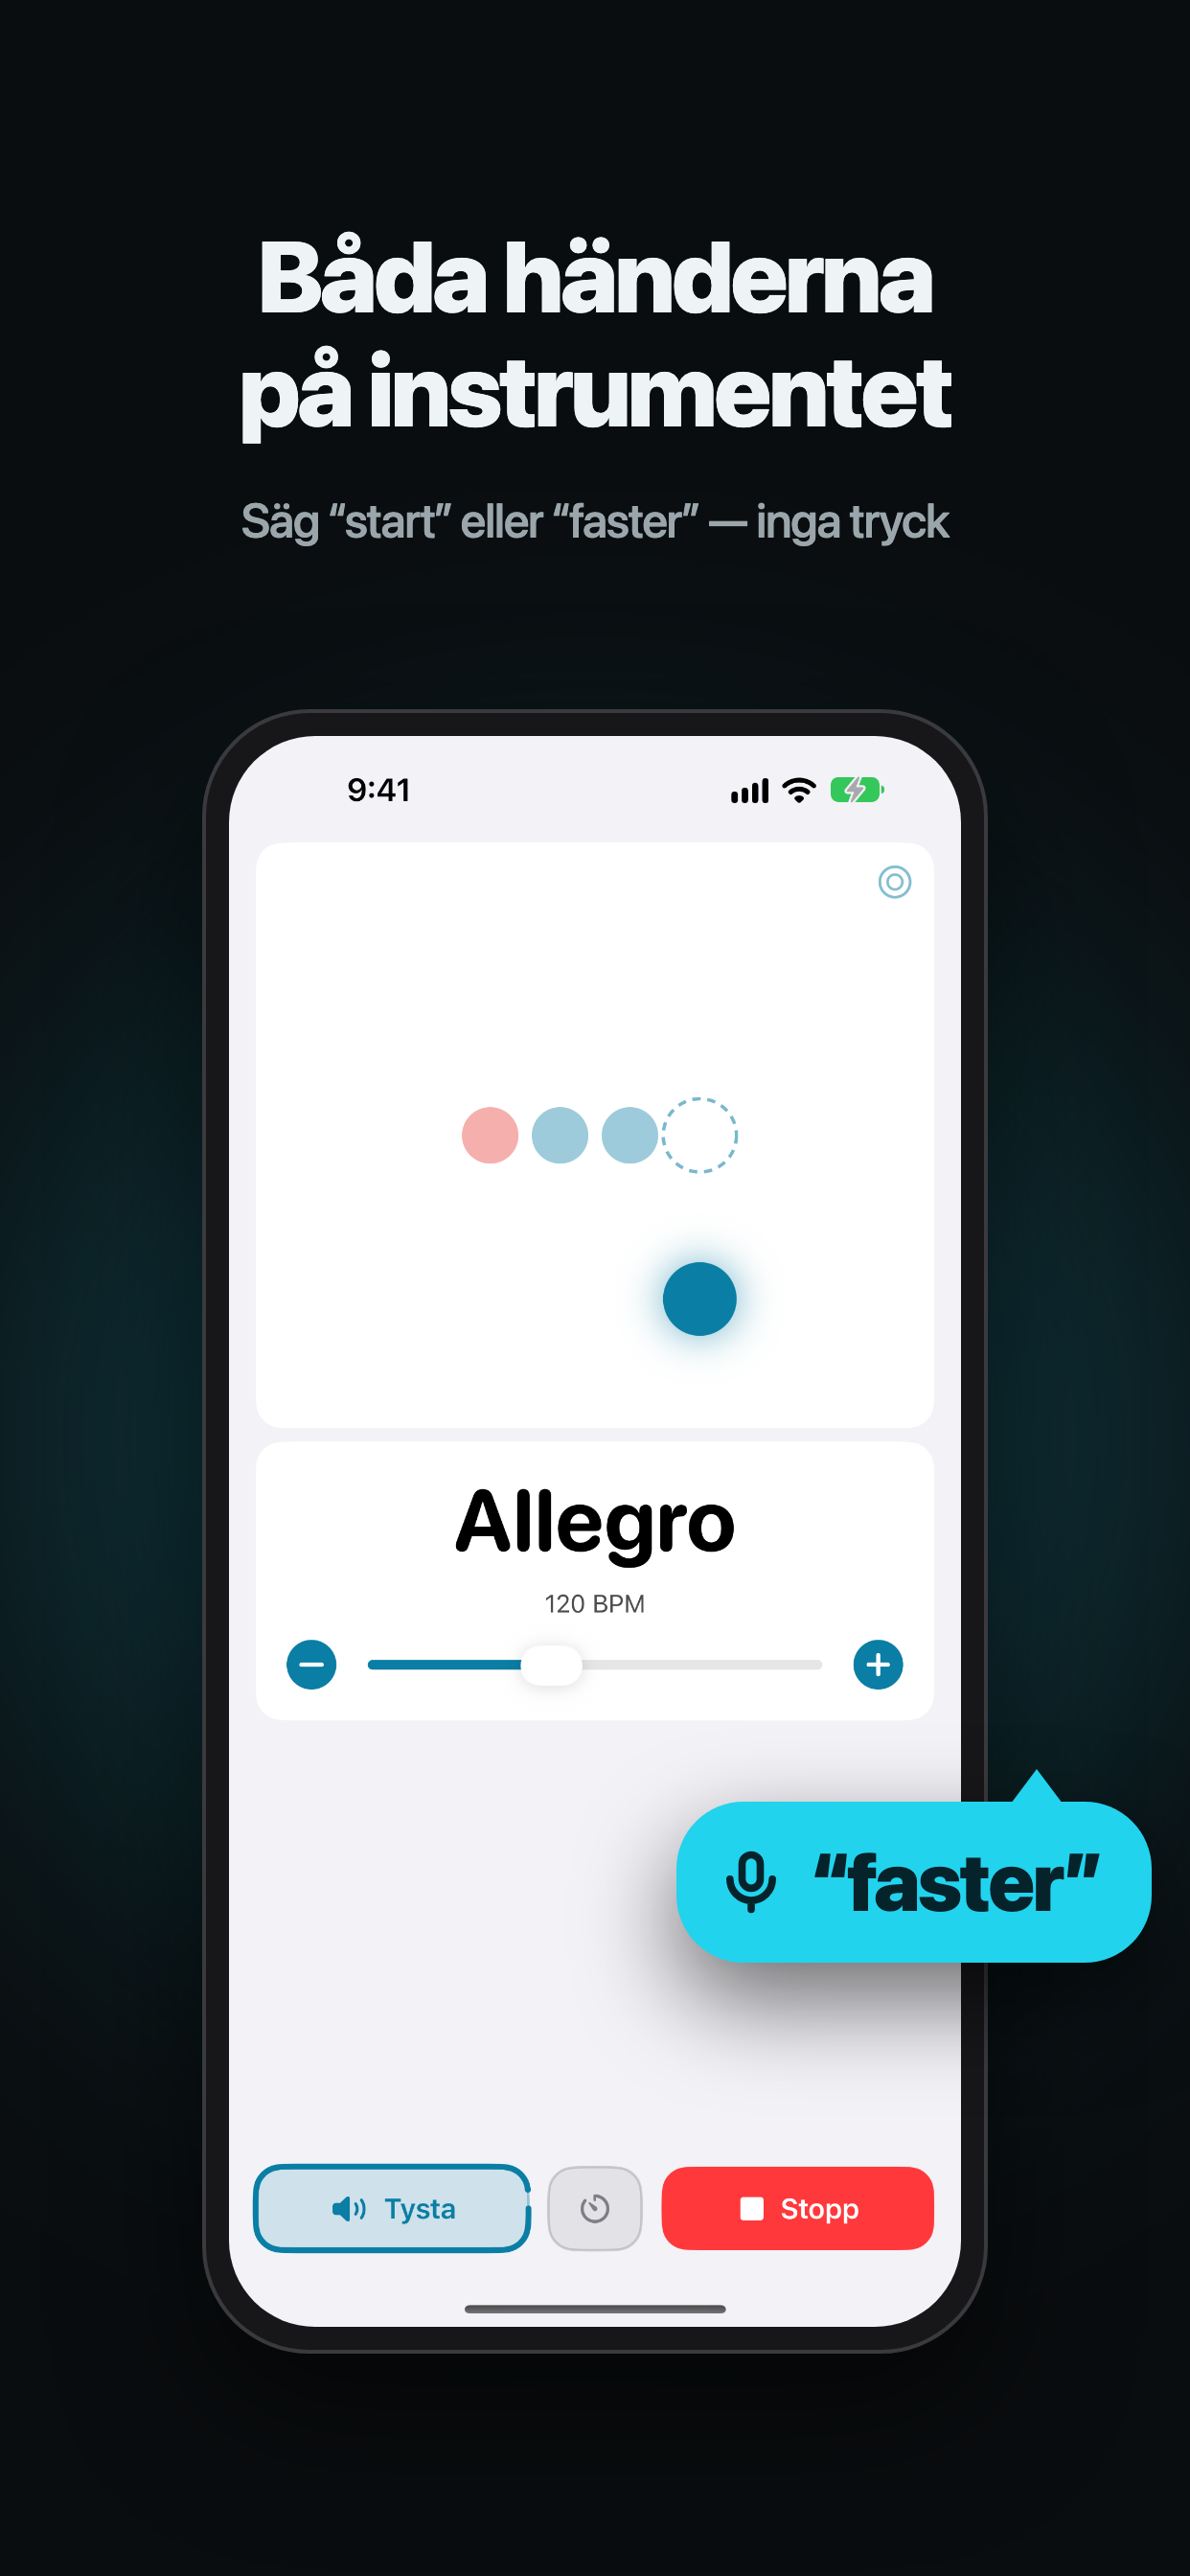 Båda händerna
på instrumentet
Säg “start” eller “faster” — inga tryck
9:41
Allegro
120 BPM
“faster”
Tysta
Stopp